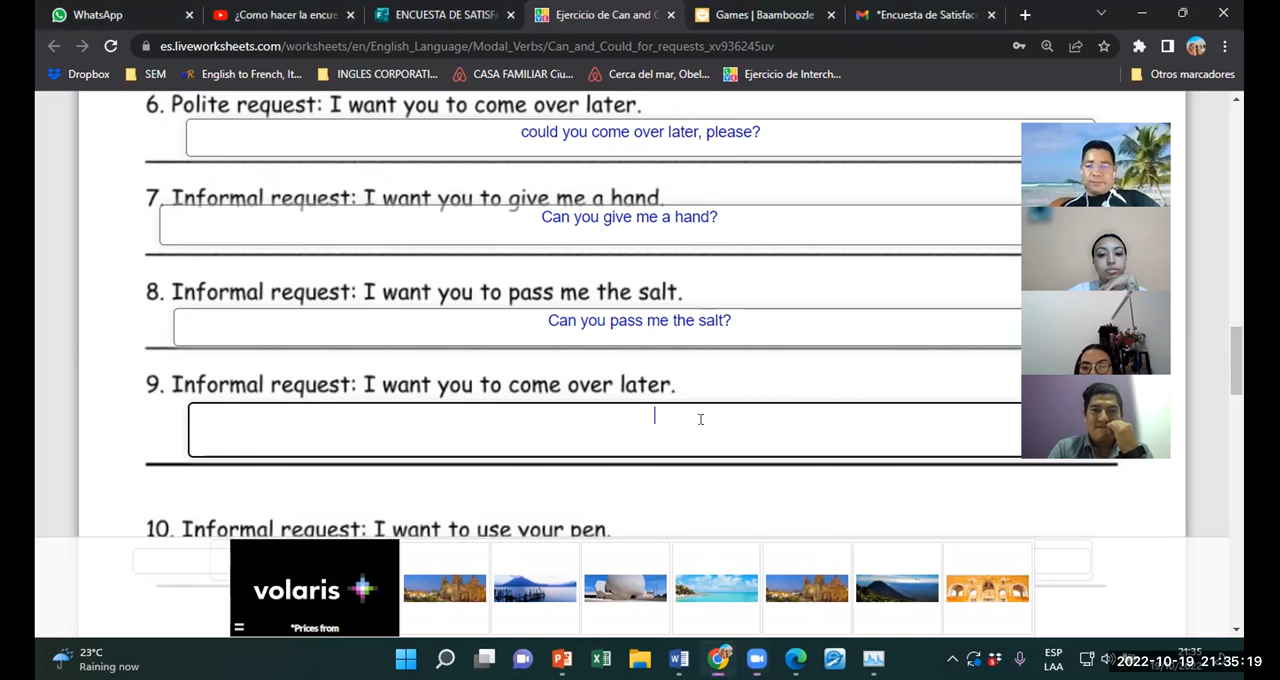 WhatsApp
¿Como hacer la encue
ENCUESTA DE SATISF
Ejercicio de Can and C
Games | Baamboozle
*Encuesta de Satisfac
es.liveworksheets.com/worksheets/en/English_Language/Modal_Verbs/Can_and_Could_for_requests_xv936245uv
Dropbox
SEM
English to French, It...
INGLES CORPORATI...
CASA FAMILIAR Ciu...
Cerca del mar, Obel...
Ejercicio de Interch...
Otros marcadores
6. Polite request: I want you to come over later.
could you come over later, please?
7. Informal request: I want you to give me a hand.
Can you give me a hand?
8. Informal request: I want you to pass me the salt.
Can you pass me the salt?
9. Informal request: I want you to come over later.
10. Informal request: I want to use your pen.
volaris
*Prices from
23°C
Raining now
ESP
LAA
21:35
2022-10-19 21:35:19